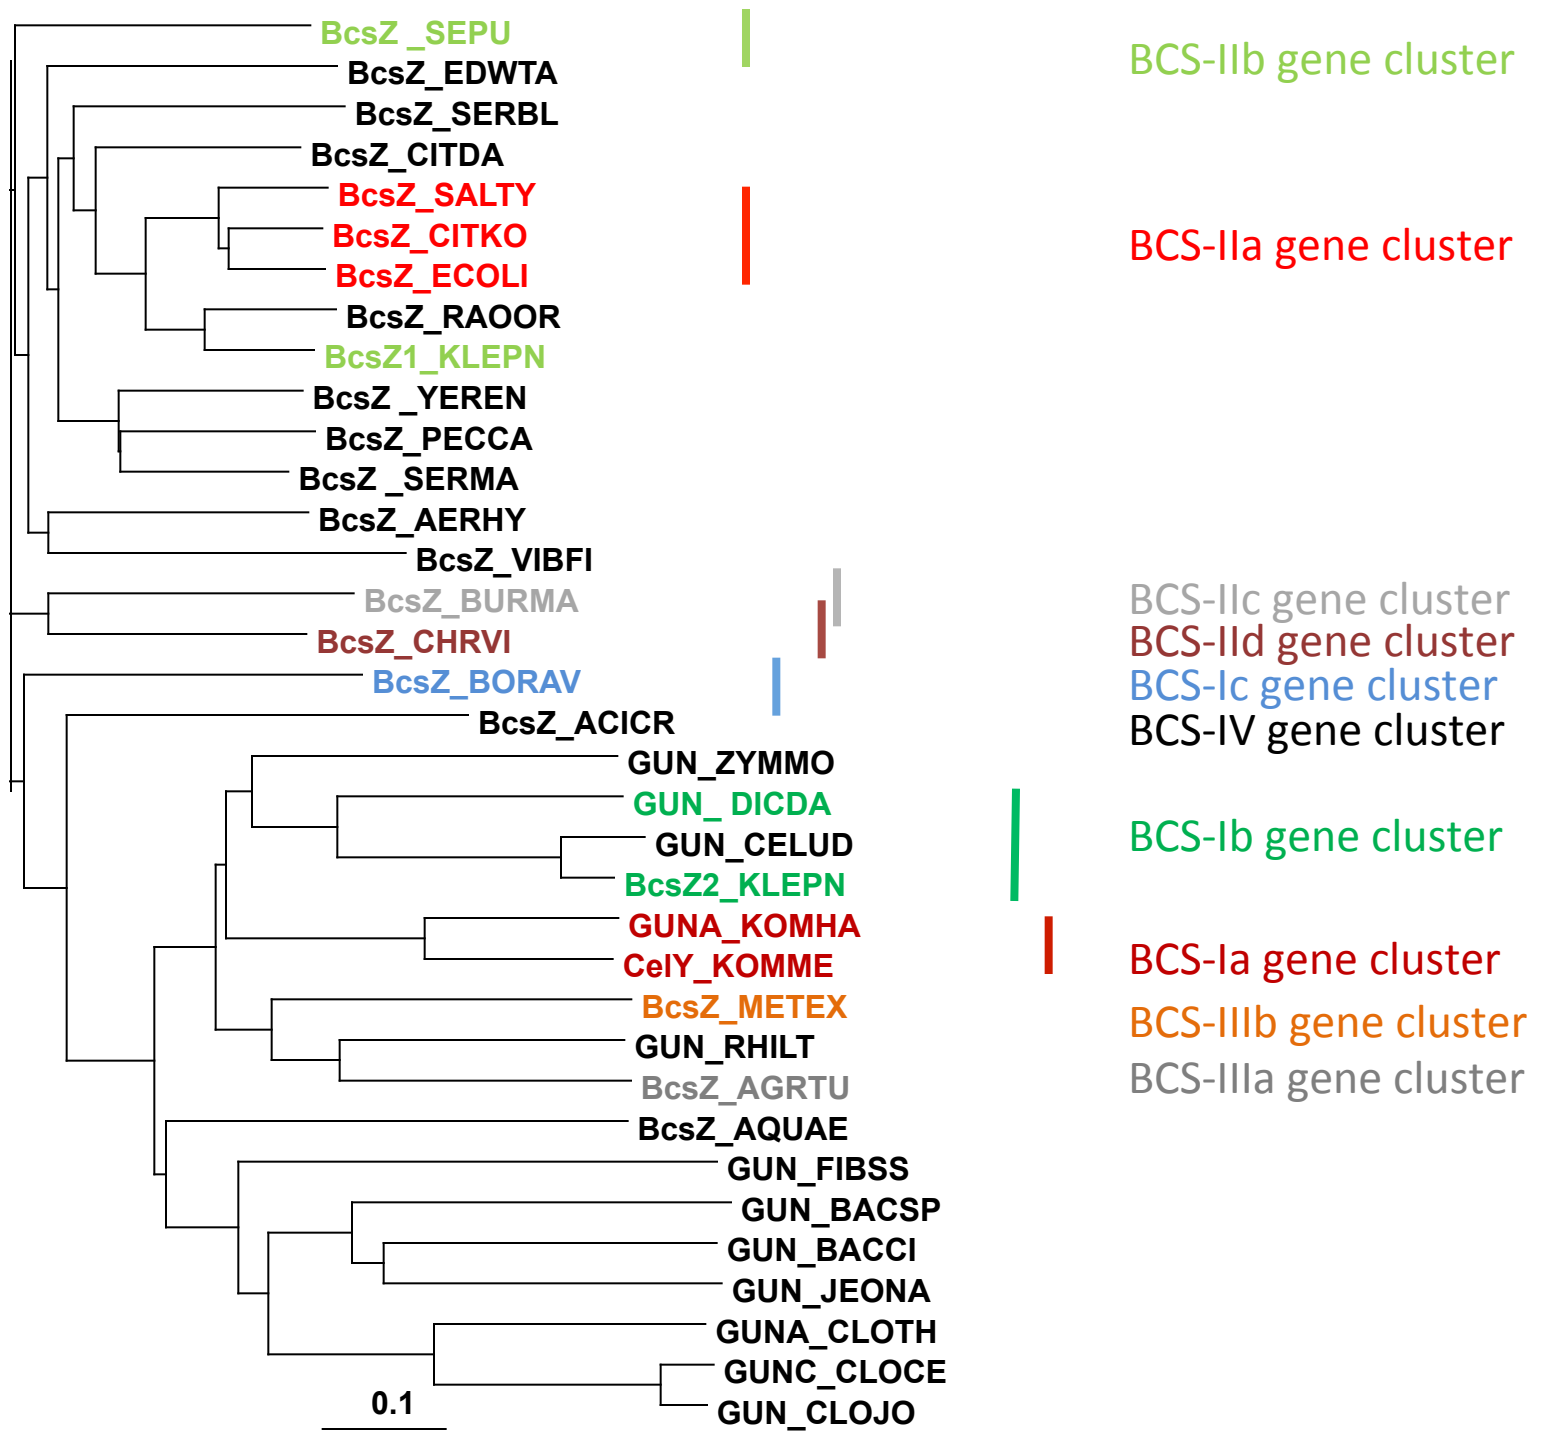 BcsZ _SEPU
BCS-IIb gene cluster
BcsZ_EDWTA
BcsZ_SERBL
BcsZ_CITDA
BcsZ_SALTY
BcsZ_CITKO
BCS-IIa gene cluster
BcsZ_ECOLI
BcsZ_RAOOR
BcsZ1_KLEPN
BcsZ _YEREN
BcsZ_PECCA
BcsZ _SERMA
BcsZ_AERHY
BcsZ_VIBFI
BcsZ_BURMA
BCS-IIc gene cluster
BcsZ_CHRVI
BCS-IId gene cluster
BcsZ_BORAV
BCS-Ic gene cluster
BcsZ_ACICR
BCS-IV gene cluster
GUN_ZYMMO
GUN_ DICDA
BCS-Ib gene cluster
GUN_CELUD
BcsZ2_KLEPN
GUNA_KOMHA
CelY_KOMME
BCS-Ia gene cluster
BcsZ_METEX
BCS-IIIb gene cluster
GUN_RHILT
BcsZ_AGRTU
BCS-IIIa gene cluster
BcsZ_AQUAE
GUN_FIBSS
GUN_BACSP
GUN_BACCI
GUN_JEONA
GUNA_CLOTH
GUNC_CLOCE
0.1
GUN_CLOJO